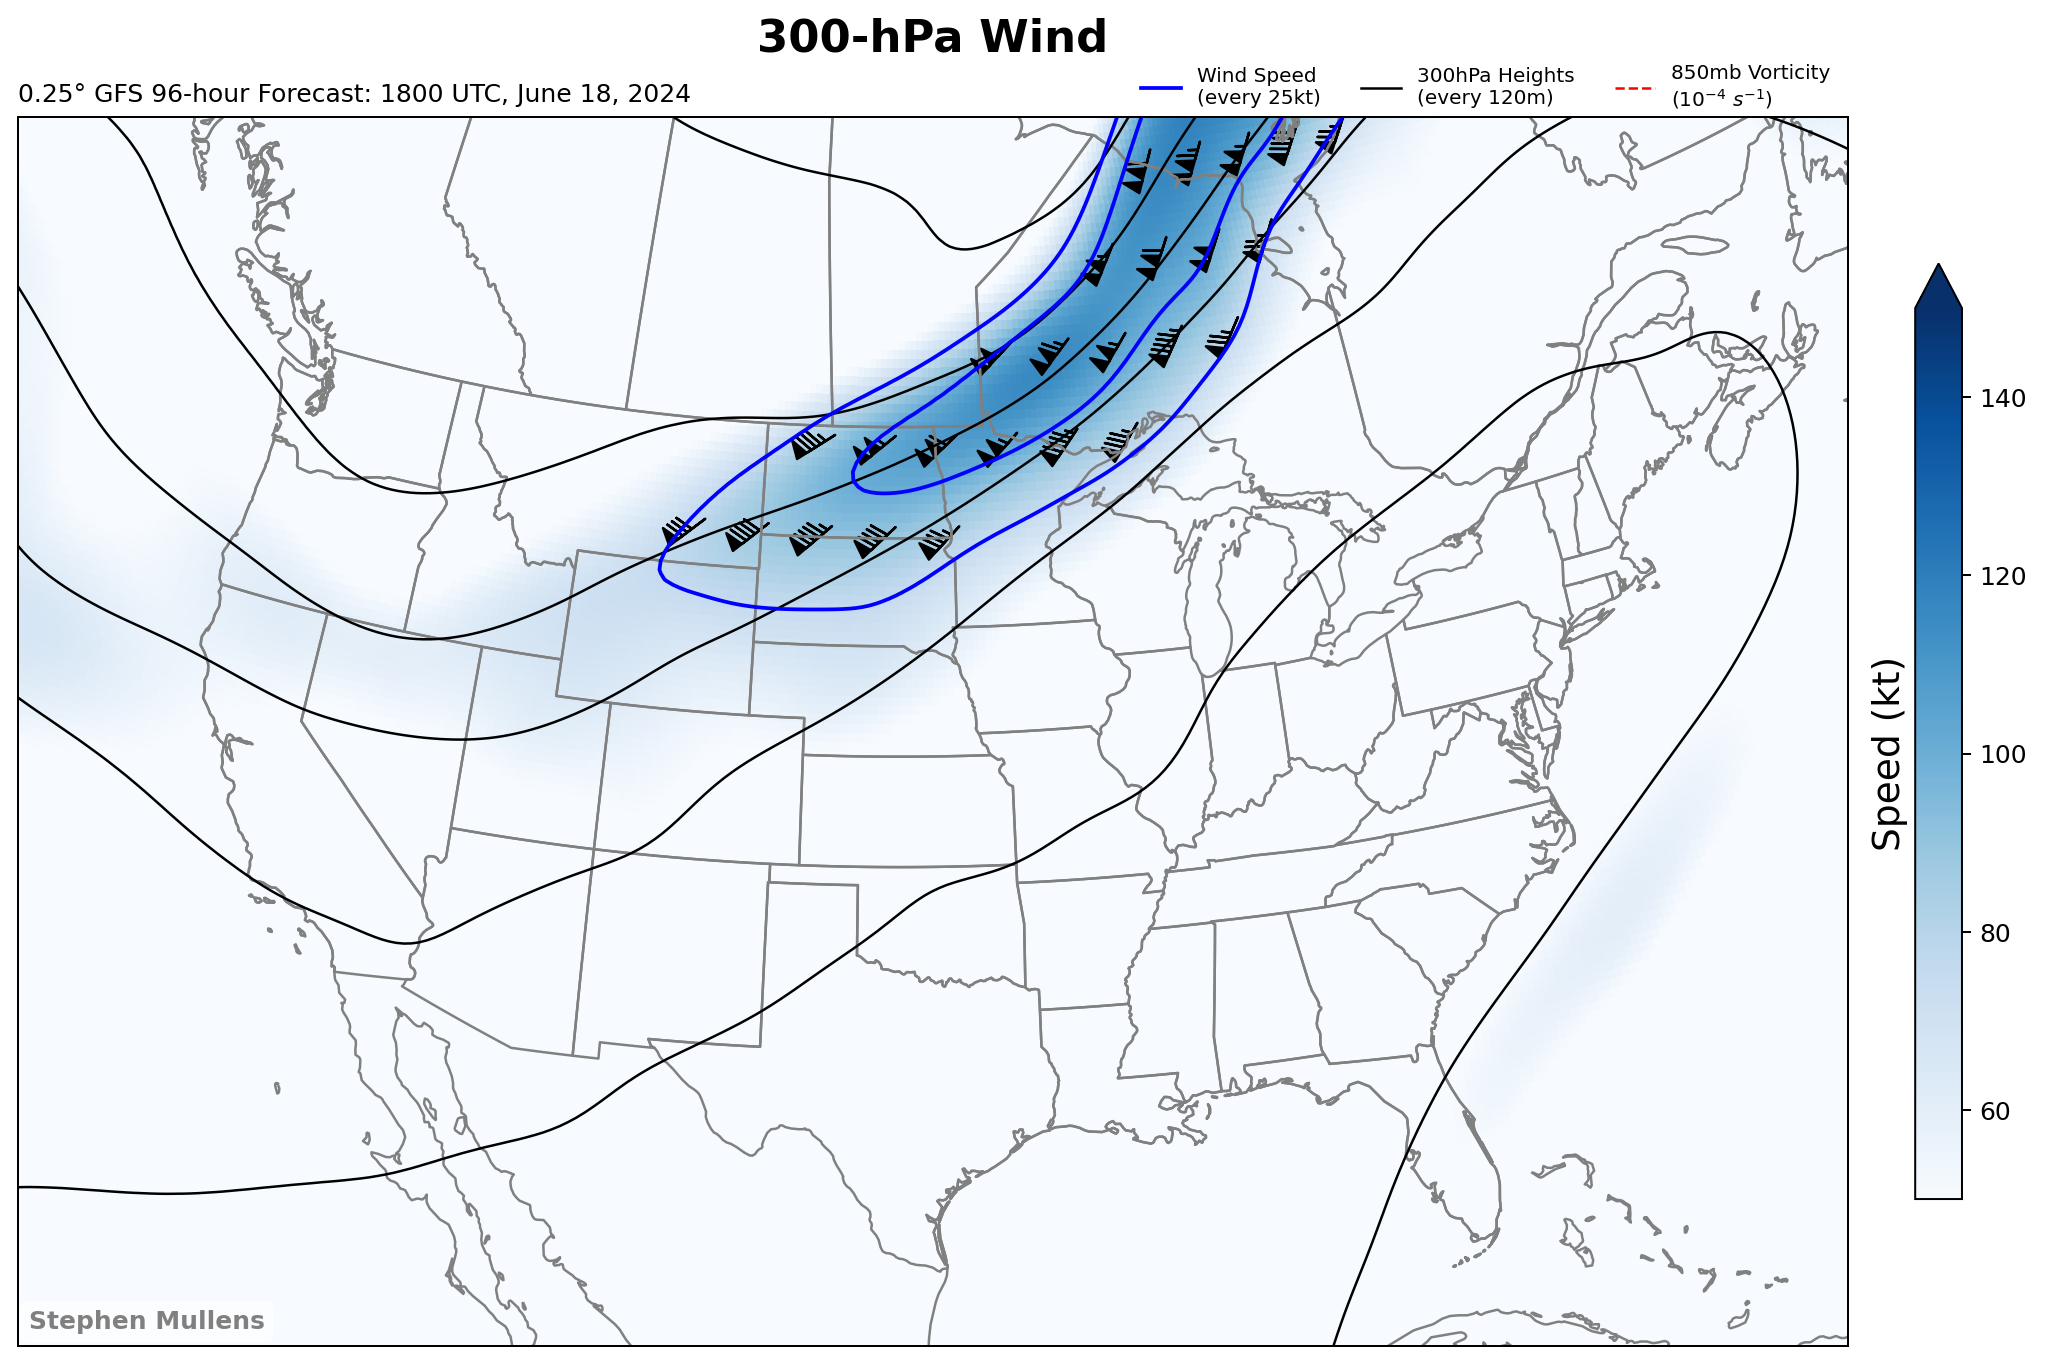 300-hPa Wind
0.25° GFS 96-hour Forecast: 1800 UTC, June 18, 2024
Wind Speed
(every 25kt)
300hPa Heights
(every 120m)
850mb Vorticity
(10⁻⁴ s⁻¹)
140
120
100
80
60
Speed (kt)
Stephen Mullens